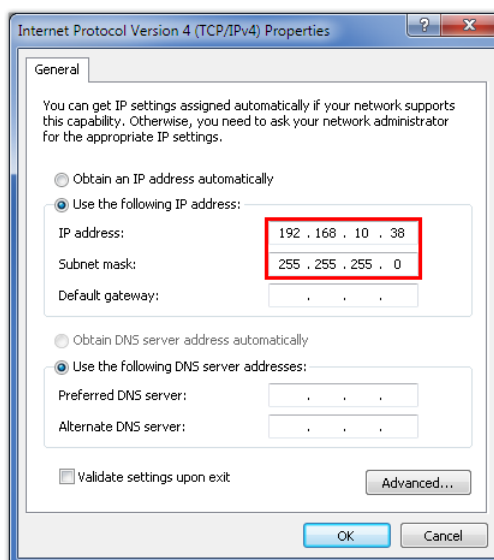 Internet Protocol Version 4 (TCP/IPv4) Properties
General
You can get IP settings assigned automatically if your network supports
this capability. Otherwise, you need to ask your network administrator
for the appropriate IP settings.
Obtain an IP address automatically
Use the following IP address:
IP address: 192 . 168 . 10 . 38
Subnet mask: 255 . 255 . 255 . 0
Default gateway: . . .
Obtain DNS server address automatically
Use the following DNS server addresses:
Preferred DNS server: . . .
Alternate DNS server: . . .
Validate settings upon exit
Advanced...
OK Cancel